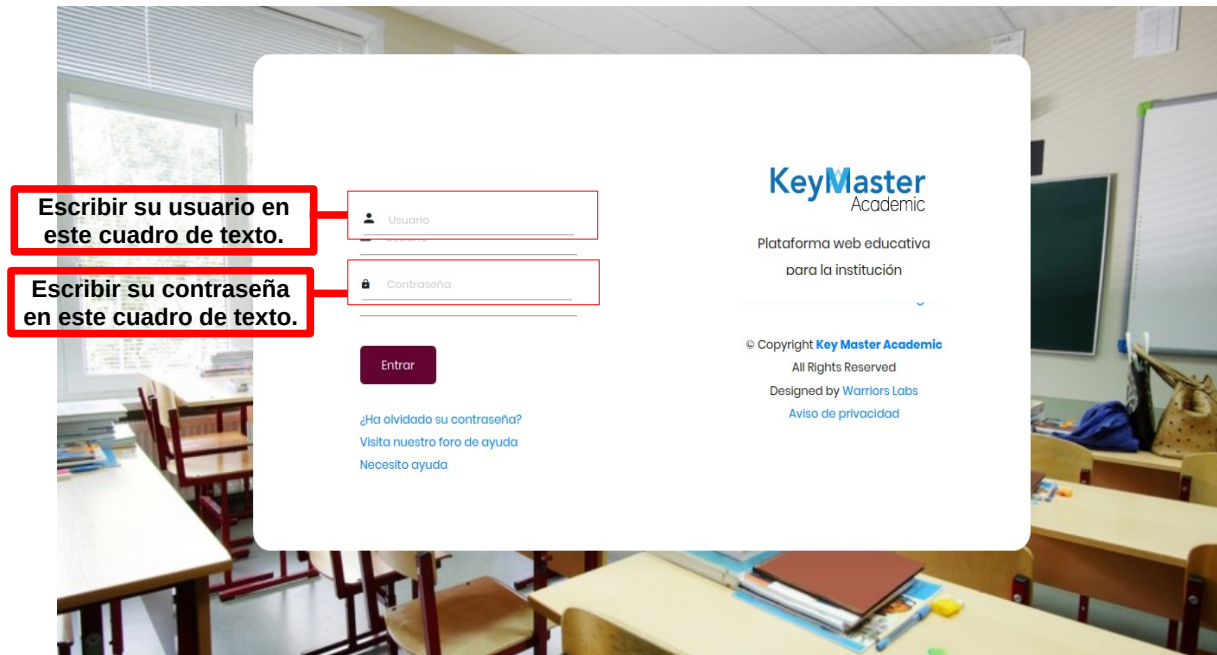 Escribir su usuario en
este cuadro de texto.
Usuario
Escribir su contraseña
en este cuadro de texto.
Contraseña
Entrar
¿Ha olvidado su contraseña?
Visita nuestro foro de ayuda
Necesito ayuda
KeyMaster
Academic
Plataforma web educativa
para la institución
© Copyright Key Master Academic
All Rights Reserved
Designed by Warriors Labs
Aviso de privacidad